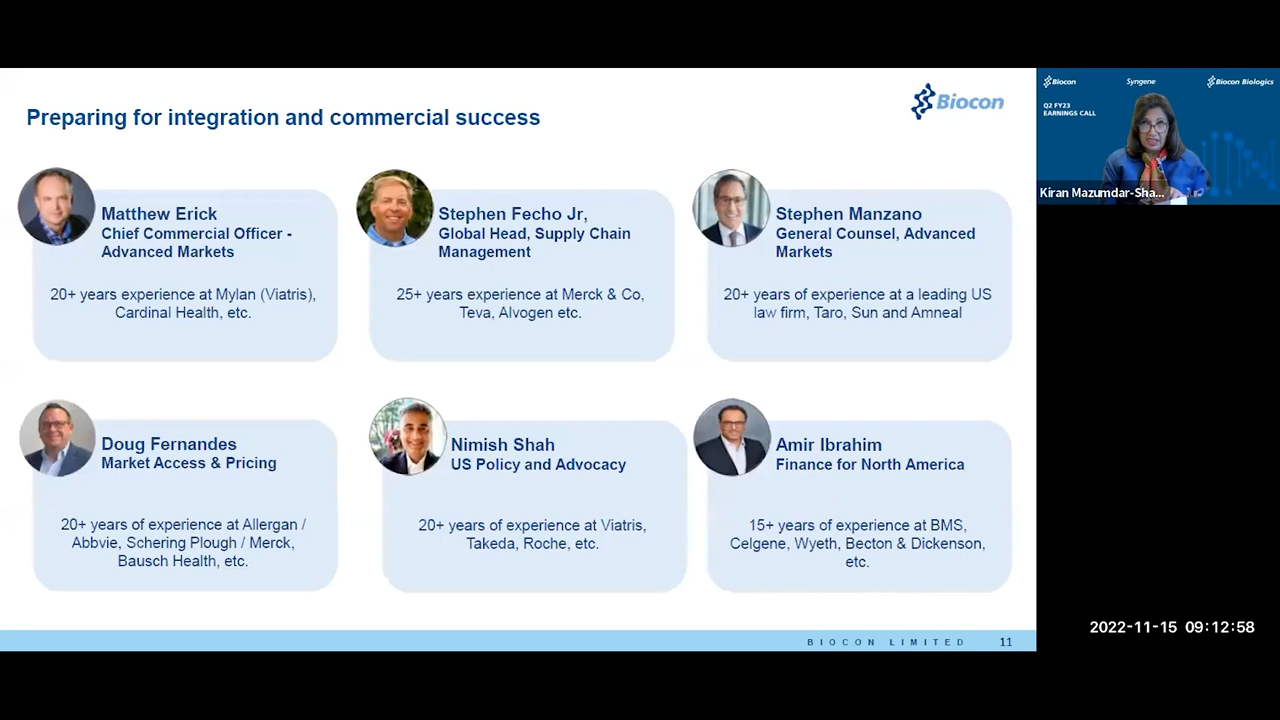 Preparing for integration and commercial success
Biocon
Matthew Erick
Chief Commercial Officer -
Advanced Markets
20+ years experience at Mylan (Viatris),
Cardinal Health, etc.
Stephen Fecho Jr,
Global Head, Supply Chain
Management
25+ years experience at Merck & Co,
Teva, Alvogen etc.
Stephen Manzano
General Counsel, Advanced
Markets
20+ years of experience at a leading US
law firm, Taro, Sun and Amneal
Doug Fernandes
Market Access & Pricing
20+ years of experience at Allergan /
Abbvie, Schering Plough / Merck,
Bausch Health, etc.
Nimish Shah
US Policy and Advocacy
20+ years of experience at Viatris,
Takeda, Roche, etc.
Amir Ibrahim
Finance for North America
15+ years of experience at BMS,
Celgene, Wyeth, Becton & Dickenson,
etc.
BIOCON LIMITED 11
Biocon Syngene Biocon Biologics
Q2 FY23
EARNINGS CALL
Kiran Mazumdar-Sha...
2022-11-15 09:12:58